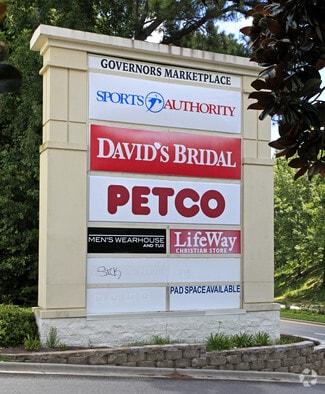 GOVERNORS MARKETPLACE
SPORTS AUTHORITY
DAVID'S BRIDAL
PETCO
MEN'S WEARHOUSE
AND TUX
LifeWay
CHRISTIAN STORE
PAD SPACE AVAILABLE